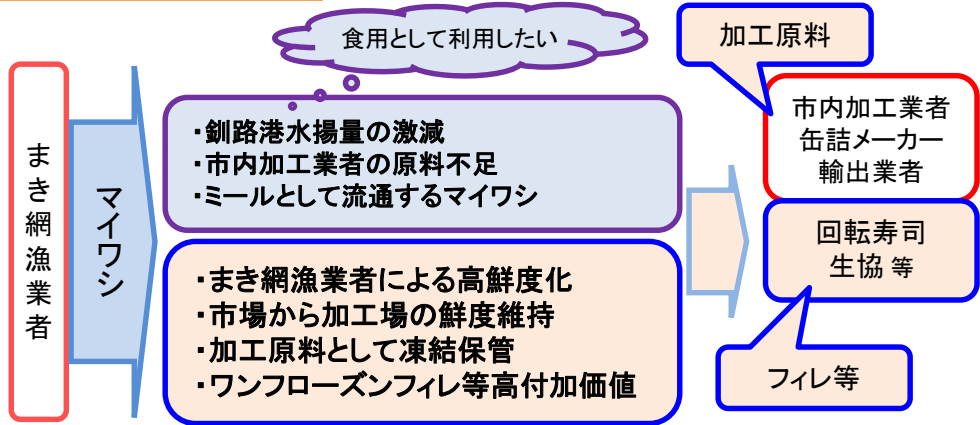 食用として利用したい
まき網漁業者
マイワシ
・釧路港水揚量の激減
・市内加工業者の原料不足
・ミールとして流通するマイワシ
・まき網漁業者による高鮮度化
・市場から加工場の鮮度維持
・加工原料として凍結保管
・ワンフローズンフィレ等高付加価値
加工原料
市内加工業者
缶詰メーカー
輸出業者
回転寿司
生協 等
フィレ等